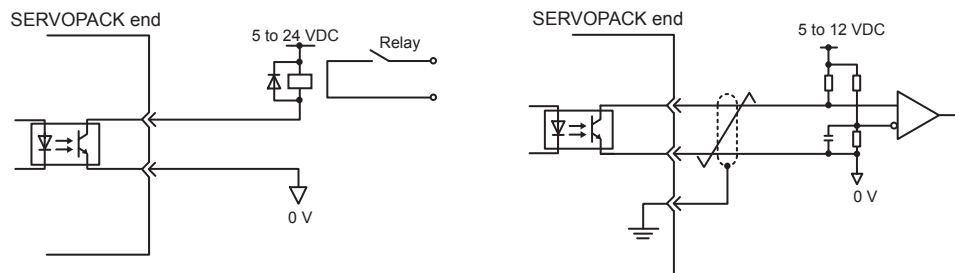 SERVOPACK end
5 to 24 VDC
Relay
0 V
SERVOPACK end
5 to 12 VDC
0 V